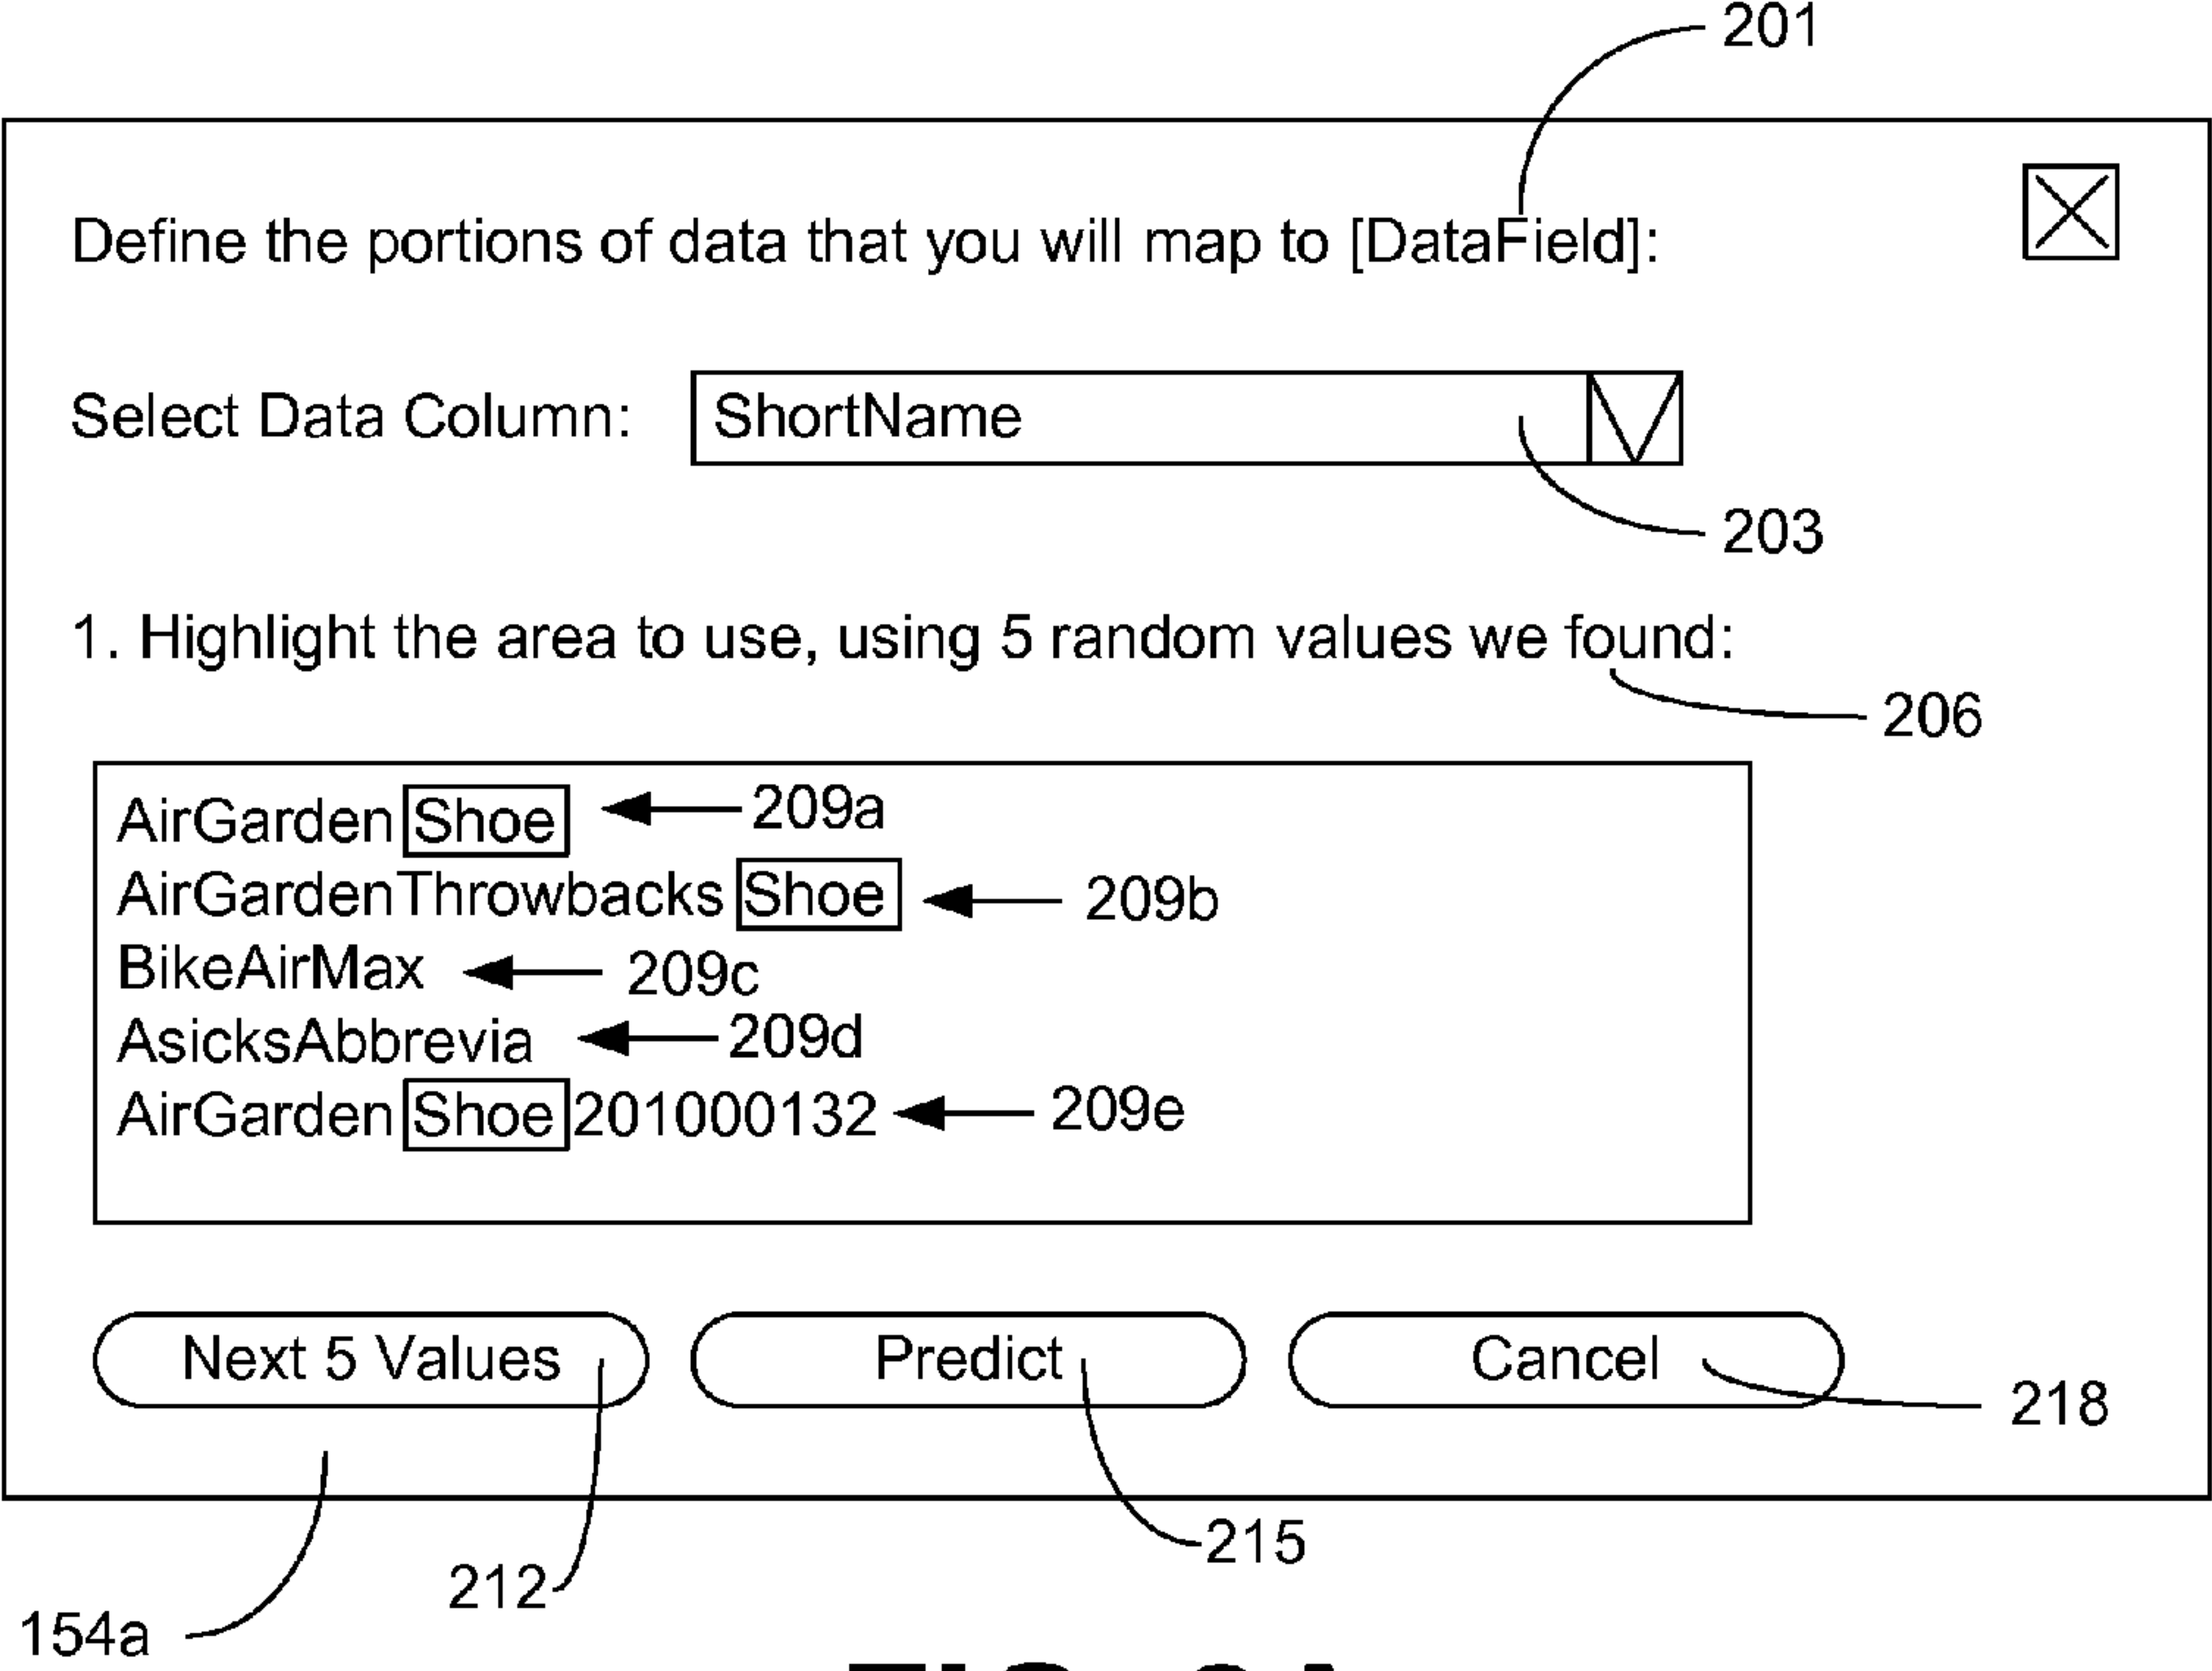 201
Define the portions of data that you will map to [DataField]:
Select Data Column: ShortName
203
1. Highlight the area to use, using 5 random values we found:
206
AirGarden Shoe 209a
AirGardenThrowbacks Shoe 209b
BikeAirMax 209c
AsicksAbbrevia 209d
AirGarden Shoe 201000132 209e
Next 5 Values Predict Cancel
218
215
212
154a